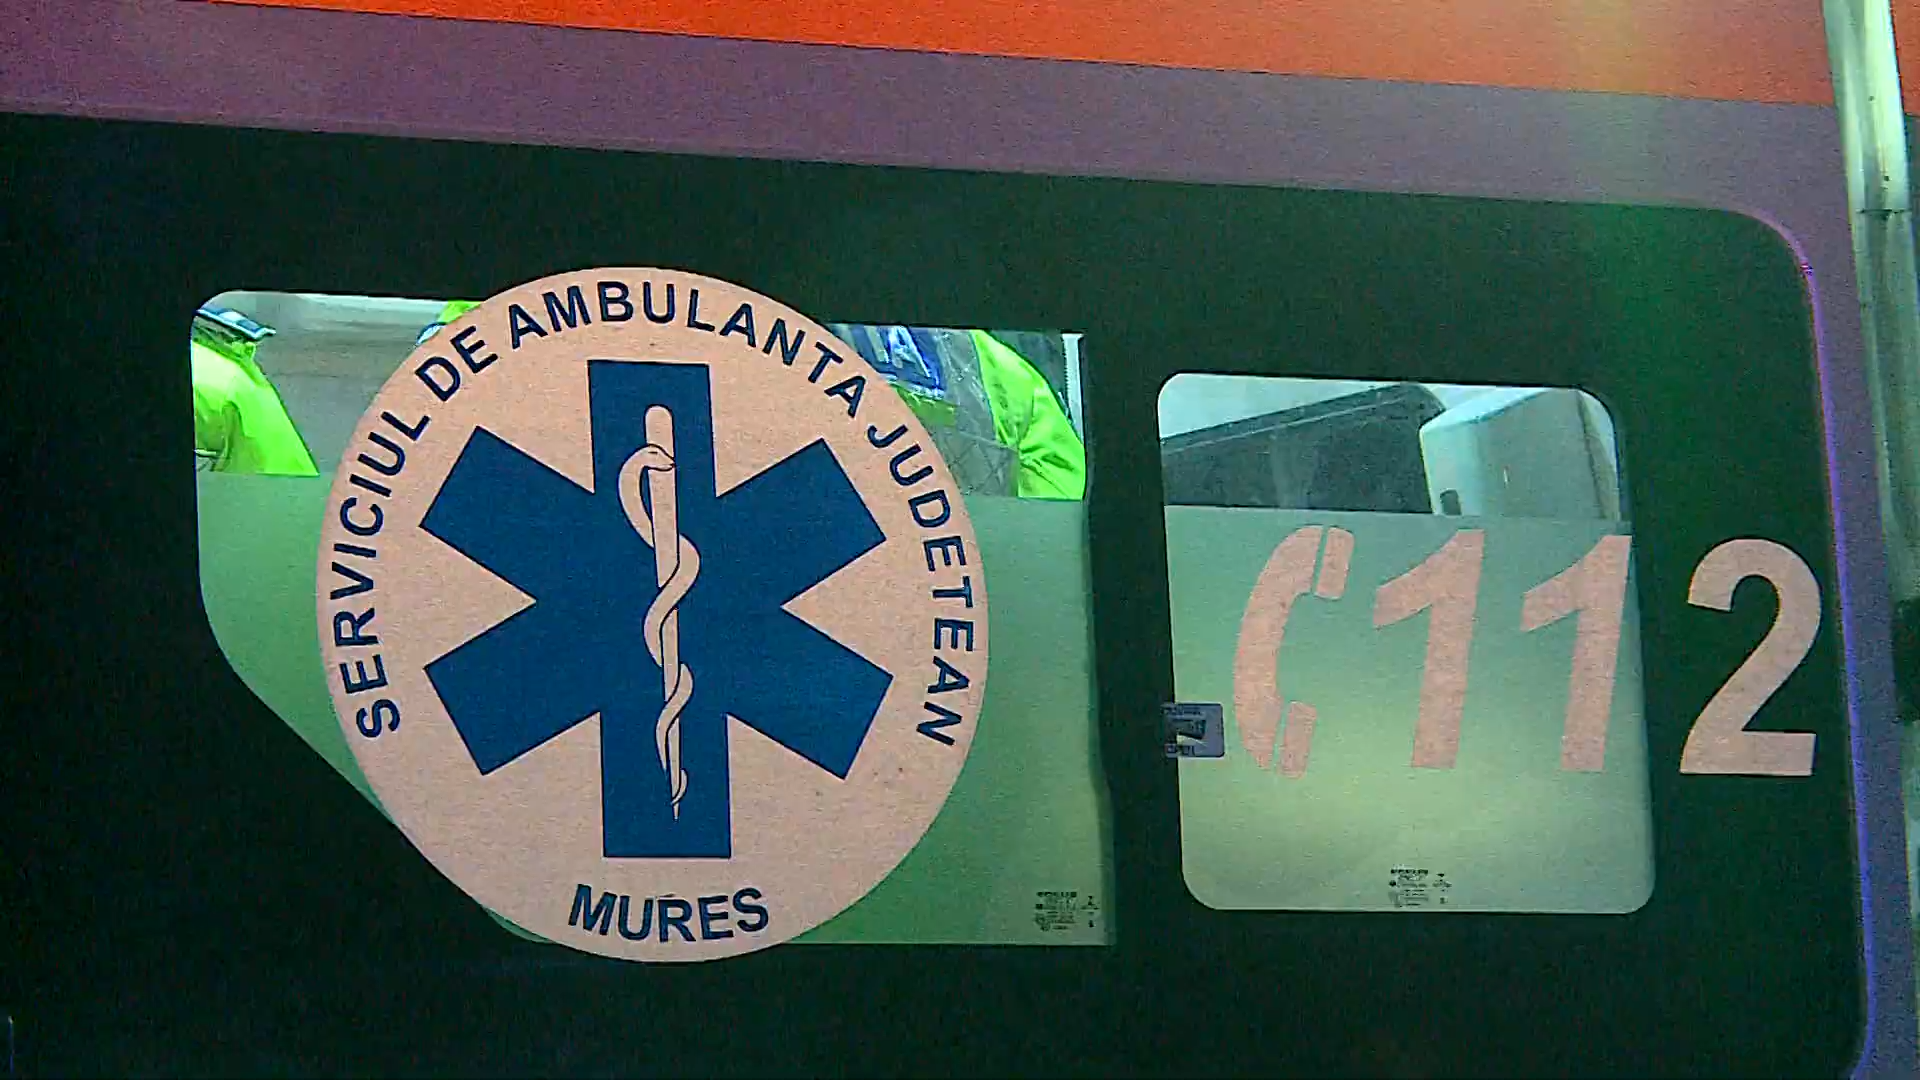 SERVICIUL DE AMBULANTA JUDETEAN
MURES
112